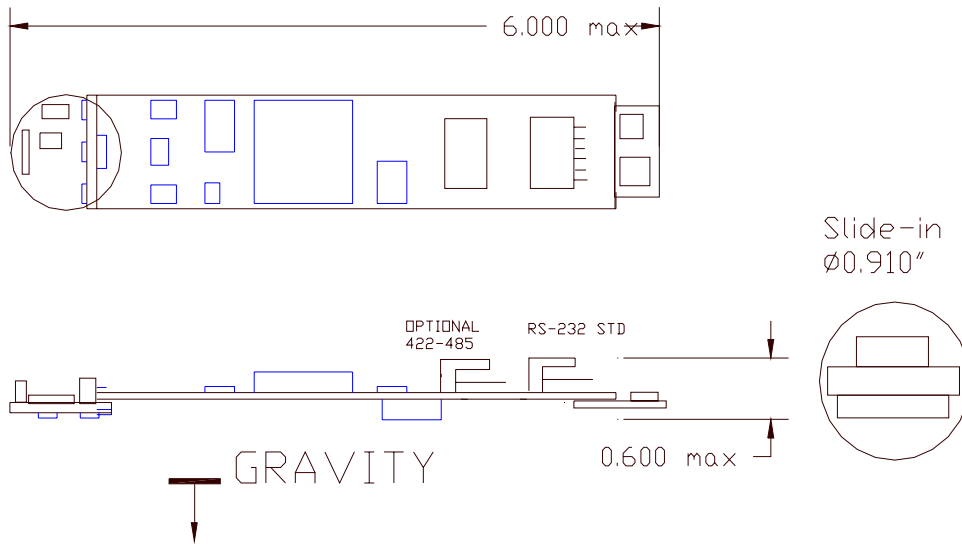 6.000 max
Slide-in
Ø0.910"
OPTIONAL
422-485
RS-232 STD
0.600 max
GRAVITY